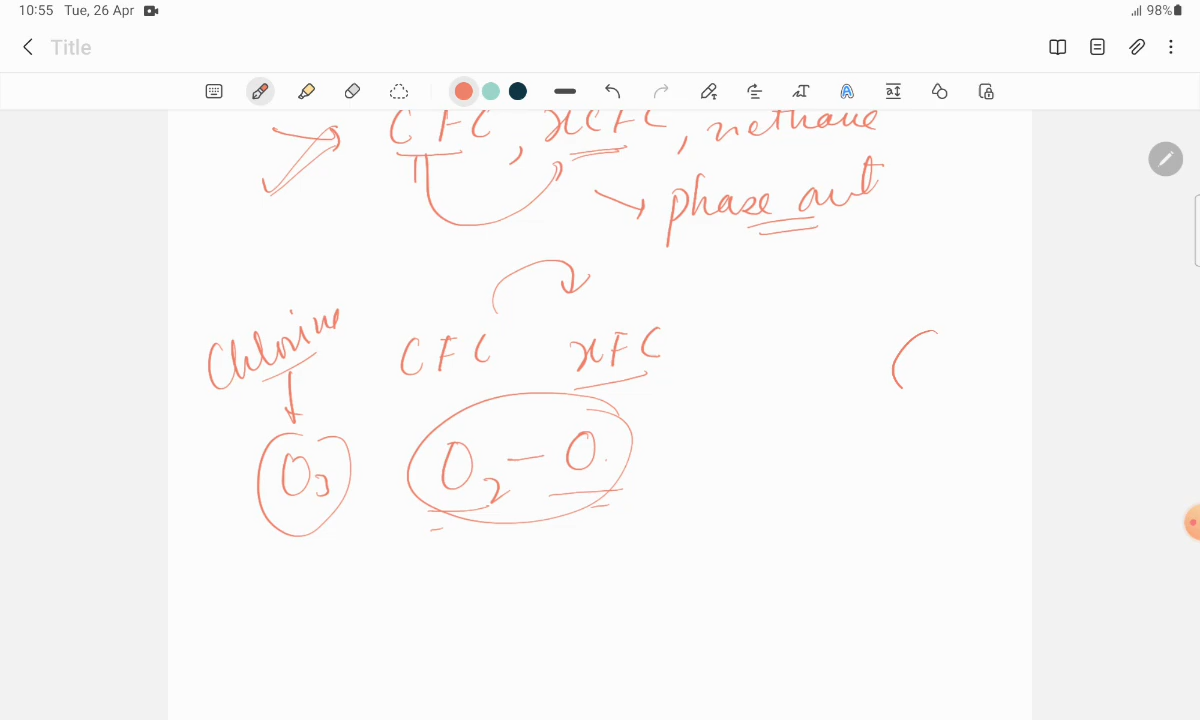 10:55 Tue, 26 Apr 98%
Title
CFC, HCFC, methane
→ phase out
Chlorine CFC HFC (
O3 O2 - O